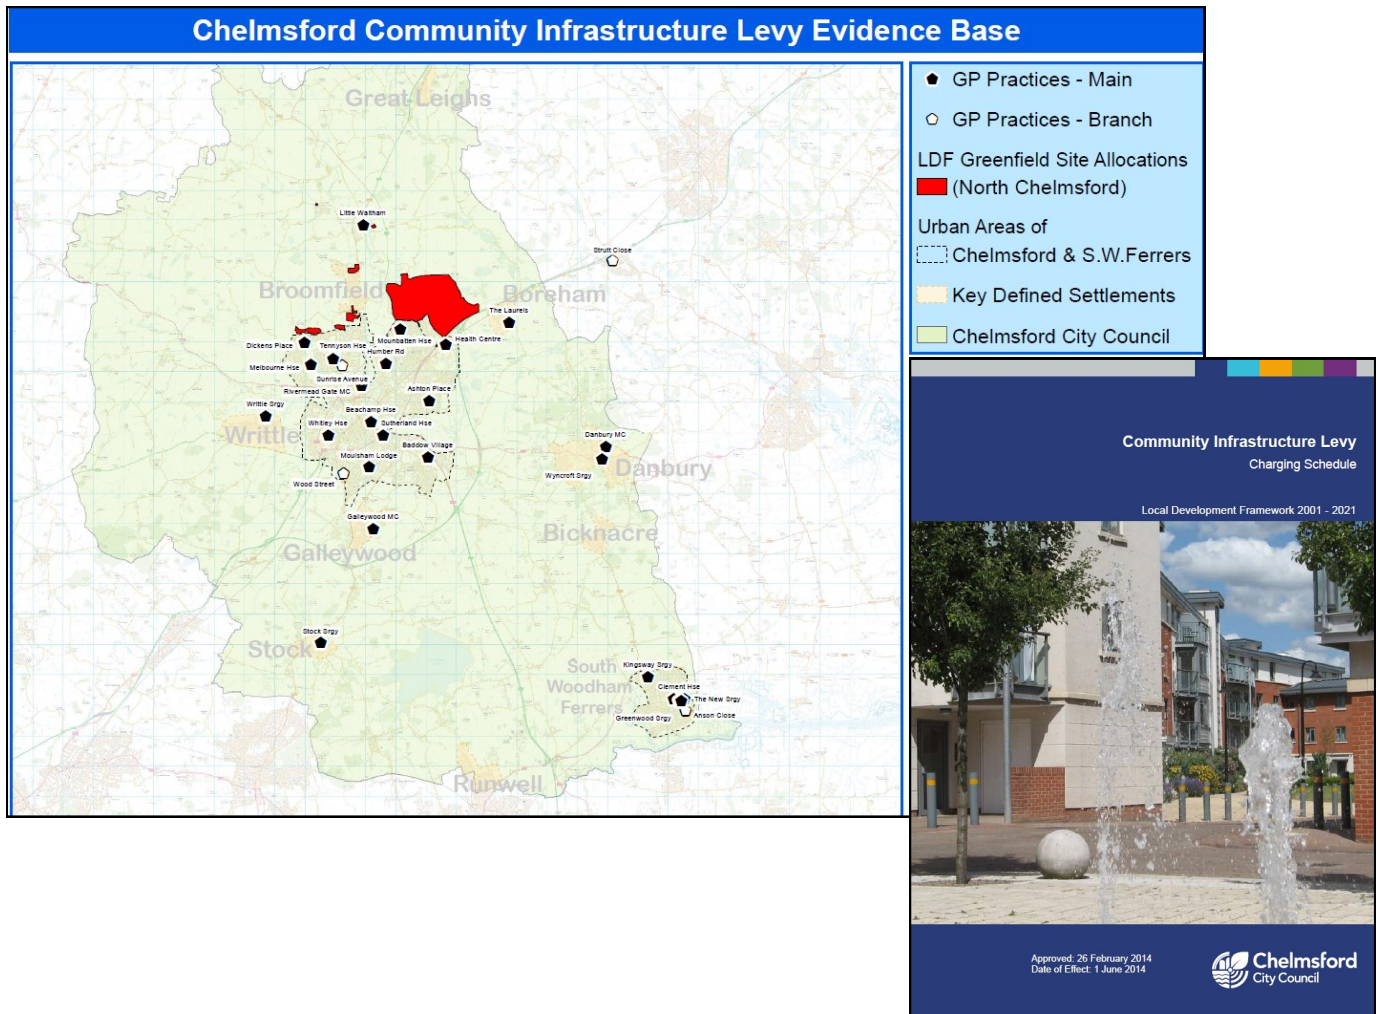 Chelmsford Community Infrastructure Levy Evidence Base
Great Leighs
Little Waltham
Strutt Close
Broomfield
Boreham
The Laurels
Mounbatten Hse
Health Centre
Dickens Place
Tennyson Hse
Humber Rd
Melbourne Hse
Sunrise Avenue
Rivermead Gate MC
Ashton Place
Writtle Srgy
Beachamp Hse
Writtle
Whitley Hse
Sutherland Hse
Baddow Village
Danbury MC
Moulsham Lodge
Danbury
Wyncroft Srgy
Wood Street
Galleywood MC
Bicknacre
Galleywood
Stock Srgy
Stock
South
Woodham
Ferrers
Kingsway Srgy
Clement Hse
The New Srgy
Greenwood Srgy
Anson Close
Runwell
GP Practices - Main
GP Practices - Branch
LDF Greenfield Site Allocations
(North Chelmsford)
Urban Areas of
Chelmsford & S.W.Ferrers
Key Defined Settlements
Chelmsford City Council
Community Infrastructure Levy
Charging Schedule
Local Development Framework 2001 - 2021
Approved: 26 February 2014
Date of Effect: 1 June 2014
Chelmsford
City Council